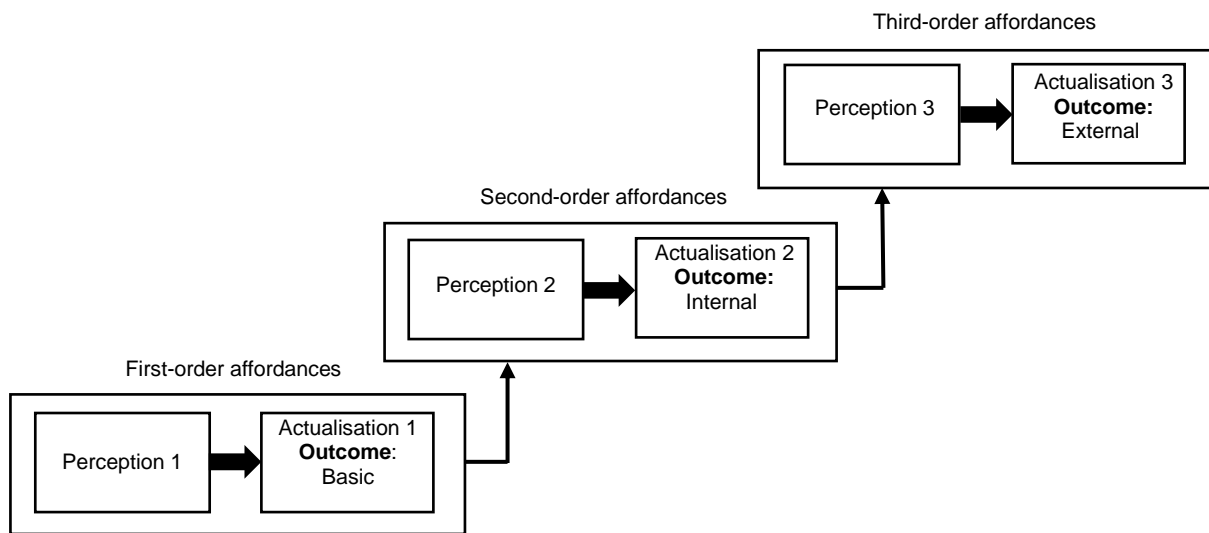 Third-order affordances
Perception 3
Actualisation 3
Outcome:
External
Second-order affordances
Perception 2
Actualisation 2
Outcome:
Internal
First-order affordances
Perception 1
Actualisation 1
Outcome:
Basic